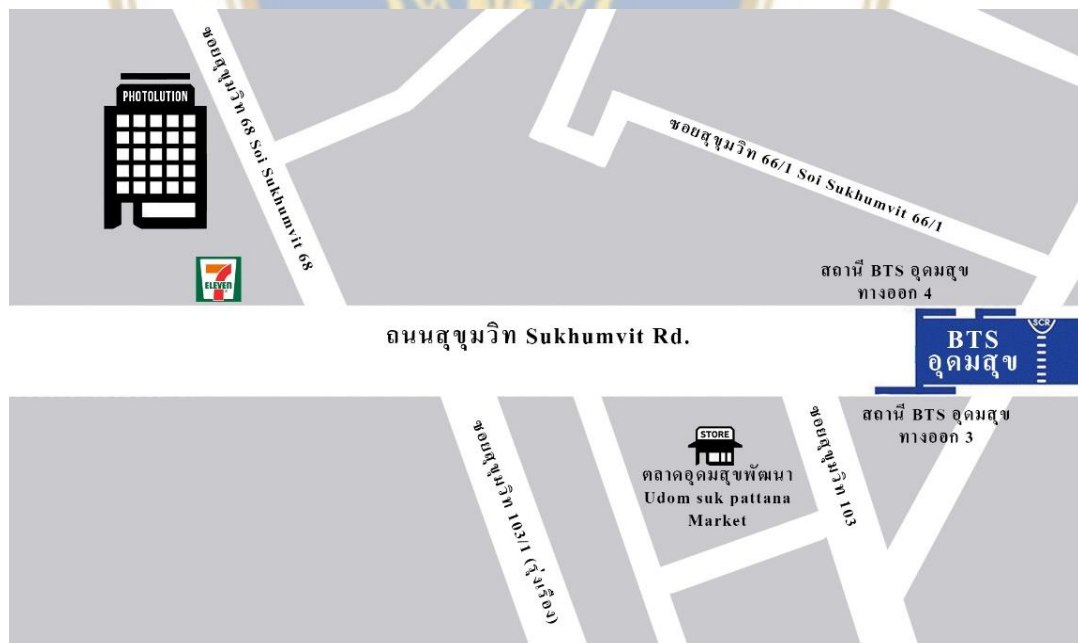 PHOTOLUTION
ซอยสุขุมวิท 68 Soi Sukhumvit 68
ซอยสุขุมวิท 66/1 Soi Sukhumvit 66/1
7
ELEVEN
สถานี BTS อุดมสุข
ทางออก 4
ถนนสุขุมวิท Sukhumvit Rd.
SCR
BTS
อุดมสุข
สถานี BTS อุดมสุข
ทางออก 3
ซอยสุขุมวิท 103/1 (รุ่งเรือง)
STORE
ตลาดอุดมสุขพัฒนา
Udom suk pattana
Market
ซอยสุขุมวิท 103